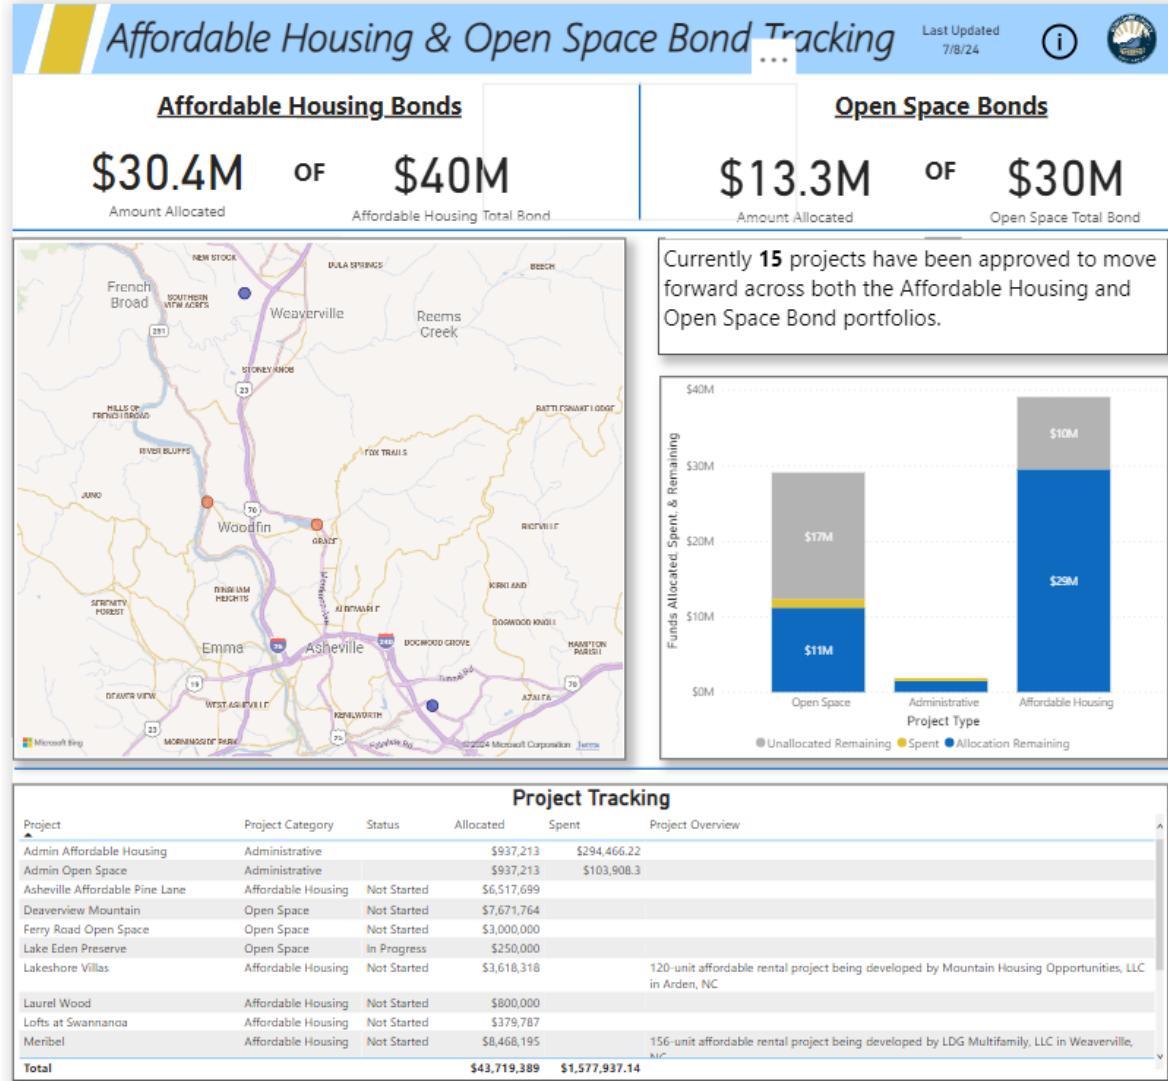 Affordable Housing & Open Space Bond Tracking
Last Updated
7/8/24
Affordable Housing Bonds
Open Space Bonds
$30.4M OF $40M
Amount Allocated
Affordable Housing Total Bond
$13.3M OF $30M
Amount Allocated
Open Space Total Bond
NEW STOCK
DULA SPRINGS
BEECH
French
Broad
SOUTHERN
VIEW ACRES
Weaverville
Reems
Creek
251
STONEY KNOB
23
HILLS OF
FRENCH BROAD
BATTLESNAKE LODGE
RIVER BLUFFS
FOX TRAILS
JUNO
70
Woodfin
GRACE
RICEVILLE
BINGHAM
HEIGHTS
KIRKLAND
SERENITY
FOREST
ALBEMARLE
DOGWOOD KNOLL
Emma
26
Asheville
240
DOGWOOD GROVE
HAMPTON
PARISH
Tunnel Rd
19
70
DEAVER VIEW
WEST ASHEVILLE
AZALEA
KENILWORTH
23
MORNINGSIDE PARK
Microsoft Bing
©2024 Microsoft Corporation Terms
Currently 15 projects have been approved to move
forward across both the Affordable Housing and
Open Space Bond portfolios.
Funds Allocated, Spent, & Remaining
$40M
$30M
$20M
$10M
$0M
$17M
$11M
$10M
$29M
Open Space
Administrative
Affordable Housing
Project Type
Unallocated Remaining Spent Allocation Remaining
Project Tracking
Project Project Category Status Allocated Spent Project Overview
Admin Affordable Housing Administrative $937,213 $294,466.22
Admin Open Space Administrative $937,213 $103,908.3
Asheville Affordable Pine Lane Affordable Housing Not Started $6,517,699
Deaverview Mountain Open Space Not Started $7,671,764
Ferry Road Open Space Open Space Not Started $3,000,000
Lake Eden Preserve Open Space In Progress $250,000
Lakeshore Villas Affordable Housing Not Started $3,618,318 120-unit affordable rental project being developed by Mountain Housing Opportunities, LLC
in Arden, NC
Laurel Wood Affordable Housing Not Started $800,000
Lofts at Swannanoa Affordable Housing Not Started $379,787
Meribel Affordable Housing Not Started $8,468,195 156-unit affordable rental project being developed by LDG Multifamily, LLC in Weaverville,
NC
Total $43,719,389 $1,577,937.14